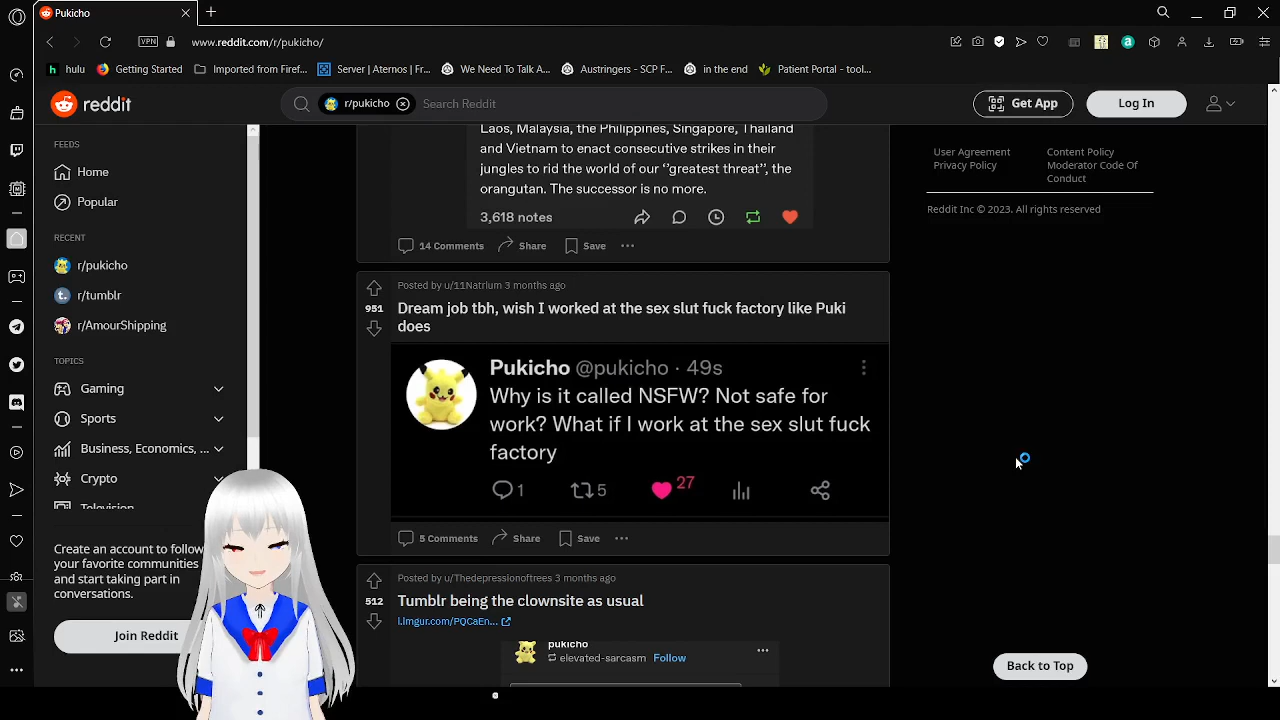 Pukicho
www.reddit.com/r/pukicho/
VPN
hulu
Getting Started
Imported from Firef...
Server | Aternos | Fr...
We Need To Talk A...
Austringers - SCP F...
in the end
Patient Portal - tool...
reddit
r/pukicho
Search Reddit
Get App
Log In
FEEDS
Home
Popular
RECENT
r/pukicho
r/tumblr
r/AmourShipping
TOPICS
Gaming
Sports
Business, Economics, ...
Crypto
Television
Create an account to follow
your favorite communities
and start taking part in
conversations.
Join Reddit
Laos, Malaysia, the Philippines, Singapore, Thailand
and Vietnam to enact consecutive strikes in their
jungles to rid the world of our “greatest threat”, the
orangutan. The successor is no more.
3,618 notes
14 Comments
Share
Save
Posted by u/11Natrium 3 months ago
951
Dream job tbh, wish I worked at the sex slut fuck factory like Puki
does
Pukicho @pukicho · 49s
Why is it called NSFW? Not safe for
work? What if I work at the sex slut fuck
factory
1
5
27
5 Comments
Share
Save
Posted by u/Thedepressionoftrees 3 months ago
512
Tumblr being the clownsite as usual
i.imgur.com/PQCaEn...
pukicho
elevated-sarcasm Follow
User Agreement
Privacy Policy
Content Policy
Moderator Code Of
Conduct
Reddit Inc © 2023. All rights reserved
Back to Top